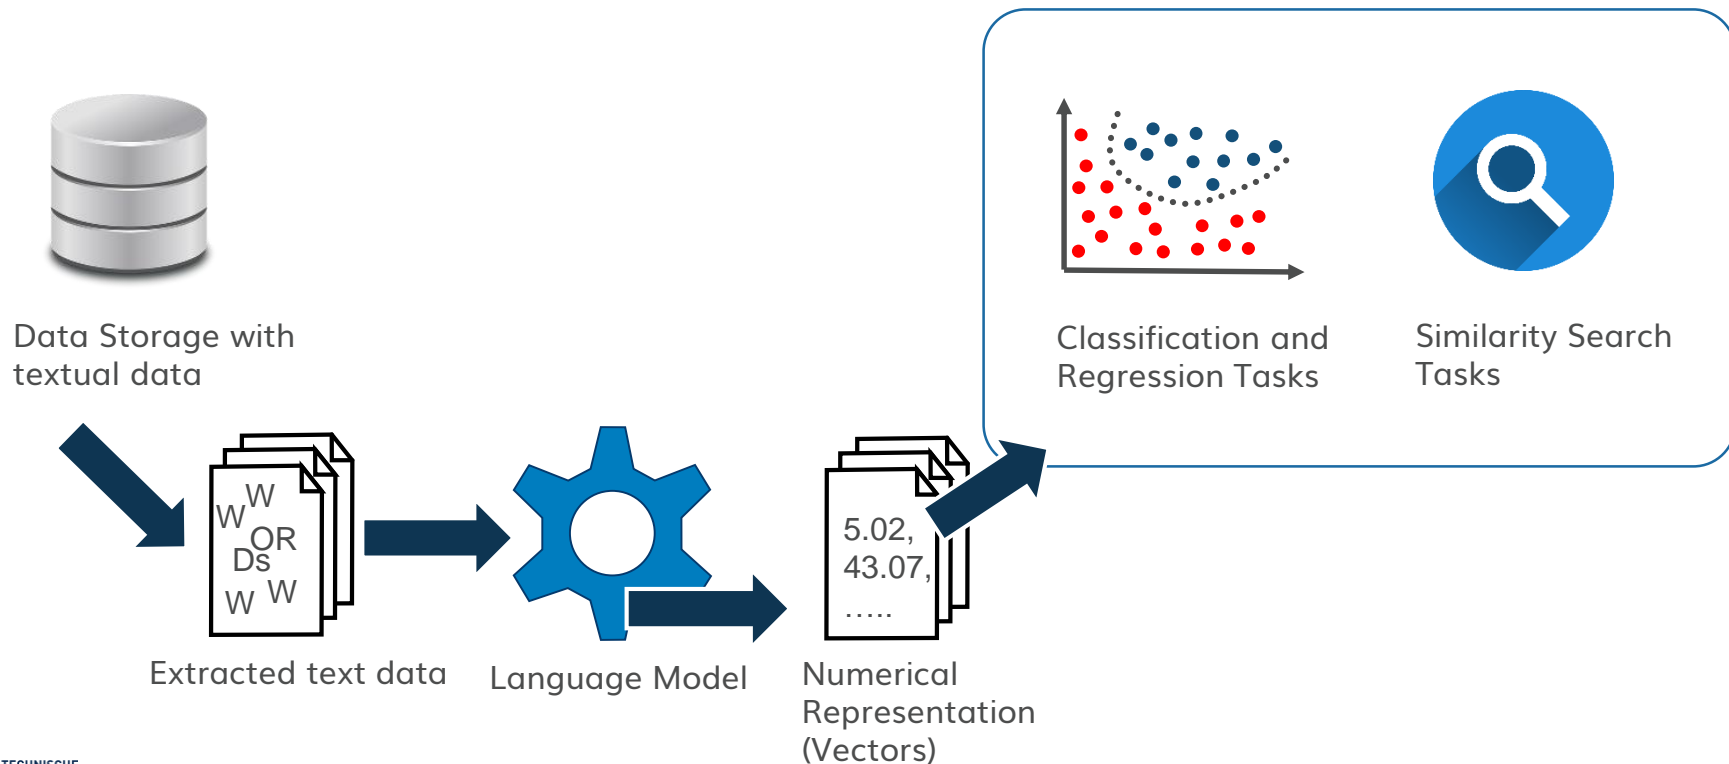 Data Storage with
textual data
Classification and
Regression Tasks
Similarity Search
Tasks
W
W
OR
Ds
W W
5.02,
43.07,
.....
Extracted text data
Language Model
Numerical
Representation
(Vectors)